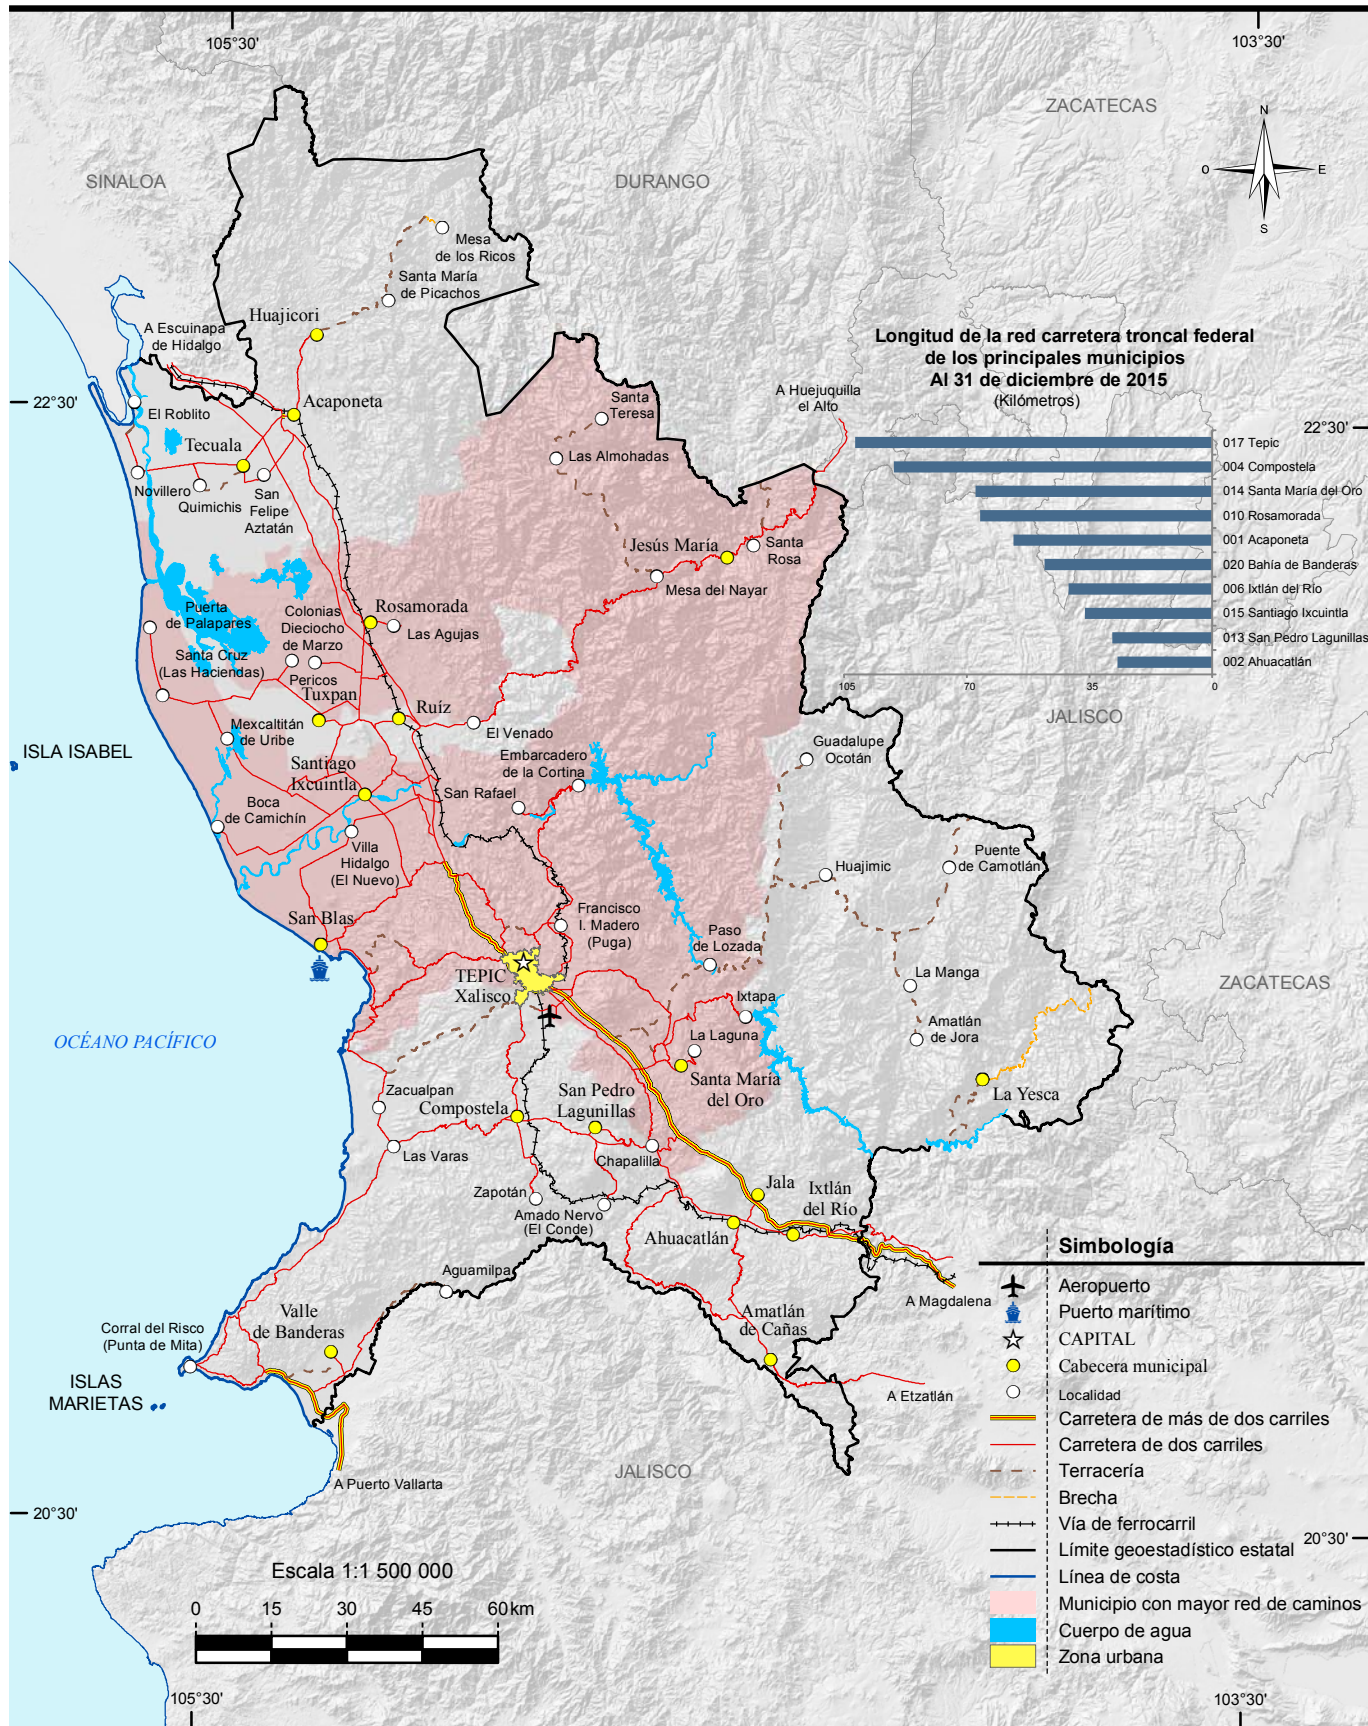 105°30'
103°30'
ZACATECAS
N
O
E
S
SINALOA
DURANGO
Mesa
de los Ricos
Santa María
de Picachos
Huajicori
A Escuinapa
de Hidalgo
Longitud de la red carretera troncal federal
de los principales municipios
Al 31 de diciembre de 2015
(Kilómetros)
A Huejuquilla
el Alto
22°30'
22°30'
El Roblito
Acaponeta
Santa
Teresa
Tecuala
Las Almohadas
017 Tepic
004 Compostela
014 Santa María del Oro
010 Rosamorada
001 Acaponeta
020 Bahía de Banderas
006 Ixtlán del Río
015 Santiago Ixcuintla
013 San Pedro Lagunillas
002 Ahuacatlán
105
70
35
0
Novillero
Quimichis
San
Felipe
Aztatán
Jesús María
Santa
Rosa
Mesa del Nayar
Puerta
de Palapares
Colonias
Dieciocho
de Marzo
Rosamorada
Las Agujas
Santa Cruz
(Las Haciendas)
Pericos
Tuxpan
Ruíz
JALISCO
Mexcaltitán
de Uribe
El Venado
ISLA ISABEL
Santiago
Ixcuintla
Embarcadero
de la Cortina
Guadalupe
Ocotán
San Rafael
Boca
de Camichín
Villa
Hidalgo
(El Nuevo)
Huajimic
Puente
de Camotlán
San Blas
Francisco
I. Madero
(Puga)
Paso
de Lozada
TEPIC
Xalisco
La Manga
ZACATECAS
Ixtapa
OCÉANO PACÍFICO
La Laguna
Amatlán
de Jora
Santa María
del Oro
La Yesca
Zacualpan
San Pedro
Lagunillas
Compostela
Las Varas
Chapalilla
Jala
Ixtlán
del Río
Zapotán
Amado Nervo
(El Conde)
Ahuacatlán
Aguamilpa
A Magdalena
Valle
de Banderas
Amatlán
de Cañas
Corral del Risco
(Punta de Mita)
ISLAS
MARIETAS
A Etzatlán
JALISCO
A Puerto Vallarta
Simbología
Aeropuerto
Puerto marítimo
CAPITAL
Cabecera municipal
Localidad
Carretera de más de dos carriles
Carretera de dos carriles
Terracería
Brecha
Vía de ferrocarril
Límite geoestadístico estatal
Línea de costa
Municipio con mayor red de caminos
Cuerpo de agua
Zona urbana
20°30'
20°30'
Escala 1:1 500 000
0
15
30
45
60 km
105°30'
103°30'